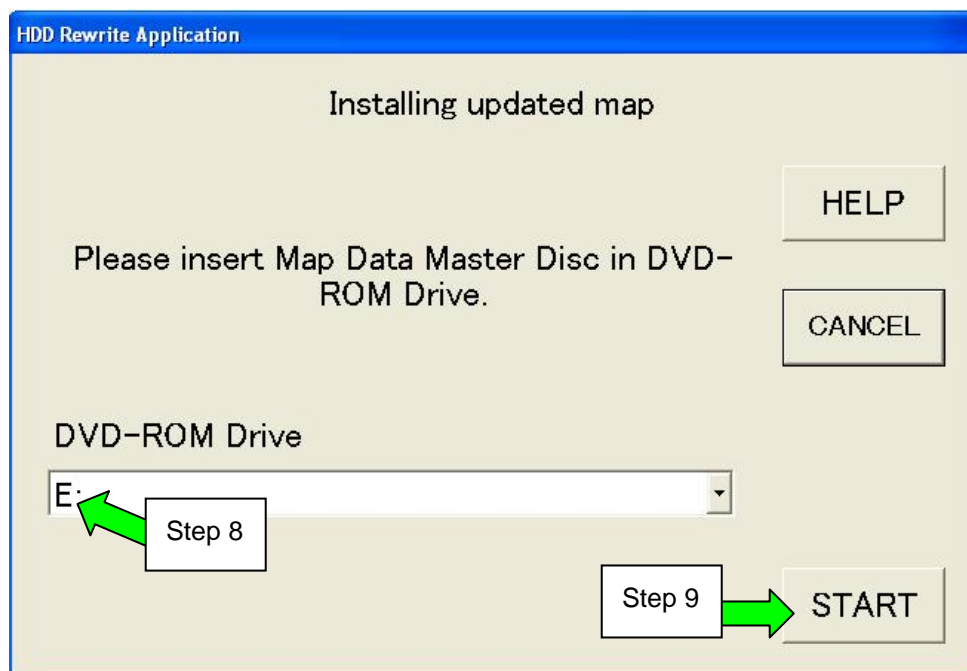 HDD Rewrite Application
Installing updated map
HELP
Please insert Map Data Master Disc in DVD-
ROM Drive.
CANCEL
DVD-ROM Drive
E:
Step 8
Step 9
START